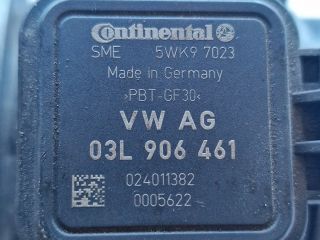 Continental
SME 5WK9 7023
Made in Germany
>PBT-GF30<
VW AG
03L 906 461
024011382
0005622